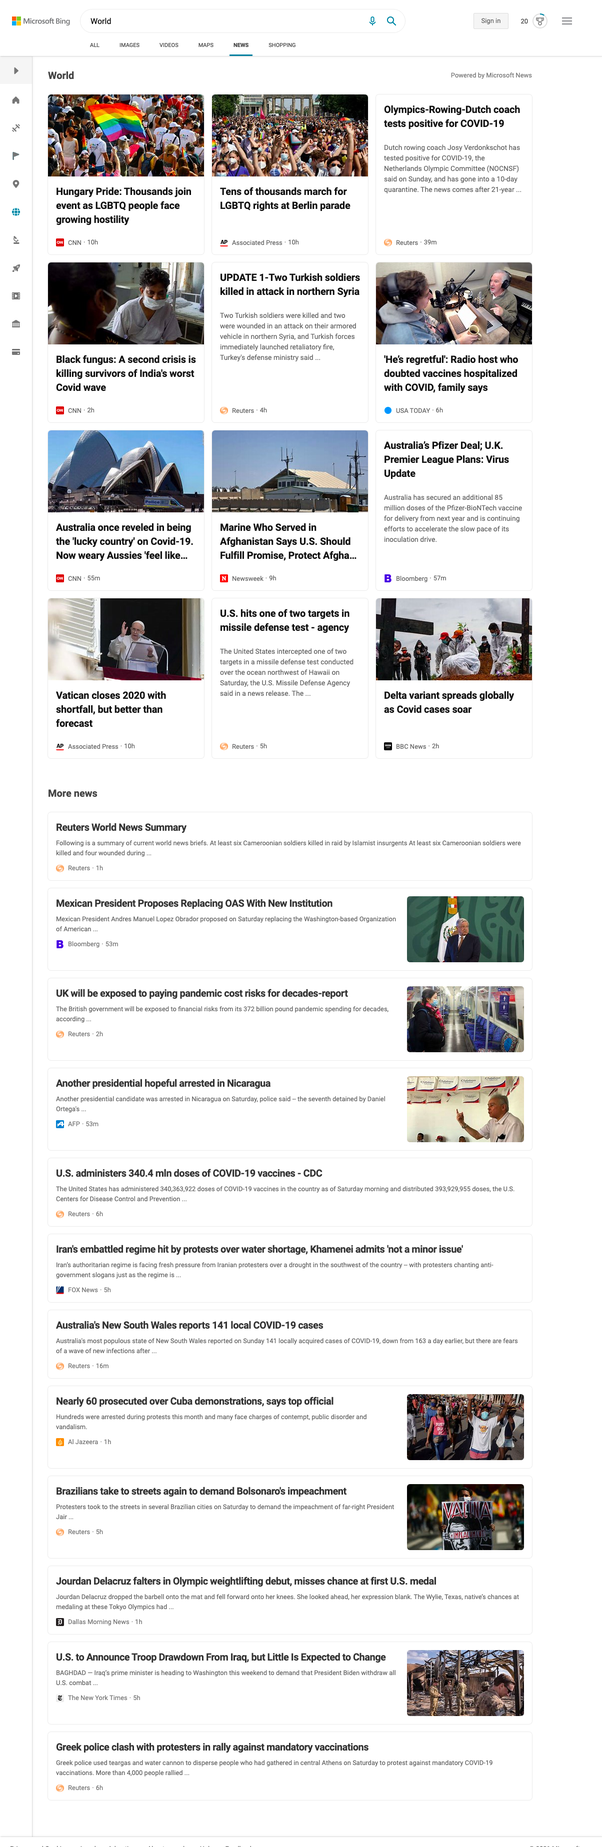 Microsoft Bing
World
Sign in
20
ALL
IMAGES
VIDEOS
MAPS
NEWS
SHOPPING
World
Powered by Microsoft News
Hungary Pride: Thousands join
event as LGBTQ people face
growing hostility
CNN · 10h
Tens of thousands march for
LGBTQ rights at Berlin parade
AP Associated Press · 10h
Olympics-Rowing-Dutch coach
tests positive for COVID-19
Dutch rowing coach Josy Verdonkschot has
tested positive for COVID-19, the
Netherlands Olympic Committee (NOCNSF)
said on Sunday, and has gone into a 10-day
quarantine. The news comes after 21-year ...
Reuters · 39m
Black fungus: A second crisis is
killing survivors of India's worst
Covid wave
CNN · 2h
UPDATE 1-Two Turkish soldiers
killed in attack in northern Syria
Two Turkish soldiers were killed and two
were wounded in an attack on their armored
vehicle in northern Syria, and Turkish forces
immediately launched retaliatory fire,
Turkey's defense ministry said ...
Reuters · 4h
'He's regretful': Radio host who
doubted vaccines hospitalized
with COVID, family says
USA TODAY · 6h
Australia once reveled in being
the 'lucky country' on Covid-19.
Now weary Aussies 'feel like...
CNN · 55m
Marine Who Served in
Afghanistan Says U.S. Should
Fulfill Promise, Protect Afgha...
N Newsweek · 9h
Australia's Pfizer Deal; U.K.
Premier League Plans: Virus
Update
Australia has secured an additional 85
million doses of the Pfizer-BioNTech vaccine
for delivery from next year and is continuing
efforts to accelerate the slow pace of its
inoculation drive.
B Bloomberg · 57m
Vatican closes 2020 with
shortfall, but better than
forecast
AP Associated Press · 10h
U.S. hits one of two targets in
missile defense test - agency
The United States intercepted one of two
targets in a missile defense test conducted
over the ocean northwest of Hawaii on
Saturday, the U.S. Missile Defense Agency
said in a news release. The ...
Reuters · 5h
Delta variant spreads globally
as Covid cases soar
BBC News · 2h
More news
Reuters World News Summary
Following is a summary of current world news briefs. At least six Cameroonian soldiers killed in raid by Islamist insurgents At least six Cameroonian soldiers were
killed and four wounded during ...
Reuters · 1h
Mexican President Proposes Replacing OAS With New Institution
Mexican President Andres Manuel Lopez Obrador proposed on Saturday replacing the Washington-based Organization
of American ...
B Bloomberg · 53m
UK will be exposed to paying pandemic cost risks for decades-report
The British government will be exposed to financial risks from its 372 billion pound pandemic spending for decades,
according ...
Reuters · 2h
Another presidential hopeful arrested in Nicaragua
Another presidential candidate was arrested in Nicaragua on Saturday, police said -- the seventh detained by Daniel
Ortega's ...
AFP · 53m
U.S. administers 340.4 mln doses of COVID-19 vaccines - CDC
The United States has administered 340,363,922 doses of COVID-19 vaccines in the country as of Saturday morning and distributed 393,929,955 doses, the U.S.
Centers for Disease Control and Prevention ...
Reuters · 6h
Iran's embattled regime hit by protests over water shortage, Khamenei admits 'not a minor issue'
Iran's authoritarian regime is facing fresh pressure from Iranian protesters over a drought in the southwest of the country – with protesters chanting anti-
government slogans just as the regime is ...
FOX News · 5h
Australia's New South Wales reports 141 local COVID-19 cases
Australia's most populous state of New South Wales reported on Sunday 141 locally acquired cases of COVID-19, down from 163 a day earlier, but there are fears
of a wave of new infections after ...
Reuters · 16m
Nearly 60 prosecuted over Cuba demonstrations, says top official
Hundreds were arrested during protests this month and many face charges of contempt, public disorder and
vandalism.
Al Jazeera · 1h
Brazilians take to streets again to demand Bolsonaro's impeachment
Protesters took to the streets in several Brazilian cities on Saturday to demand the impeachment of far-right President
Jair ...
Reuters · 5h
Jourdan Delacruz falters in Olympic weightlifting debut, misses chance at first U.S. medal
Jourdan Delacruz dropped the barbell onto the mat and fell forward onto her knees. She looked ahead, her expression blank. The Wylie, Texas, native's chances at
medaling at these Tokyo Olympics had ...
Dallas Morning News · 1h
U.S. to Announce Troop Drawdown From Iraq, but Little Is Expected to Change
BAGHDAD — Iraq's prime minister is heading to Washington this weekend to demand that President Biden withdraw all
U.S. combat ...
The New York Times · 5h
Greek police clash with protesters in rally against mandatory vaccinations
Greek police used teargas and water cannon to disperse people who had gathered in central Athens on Saturday to protest against mandatory COVID-19
vaccinations. More than 4,000 people rallied ...
Reuters · 6h